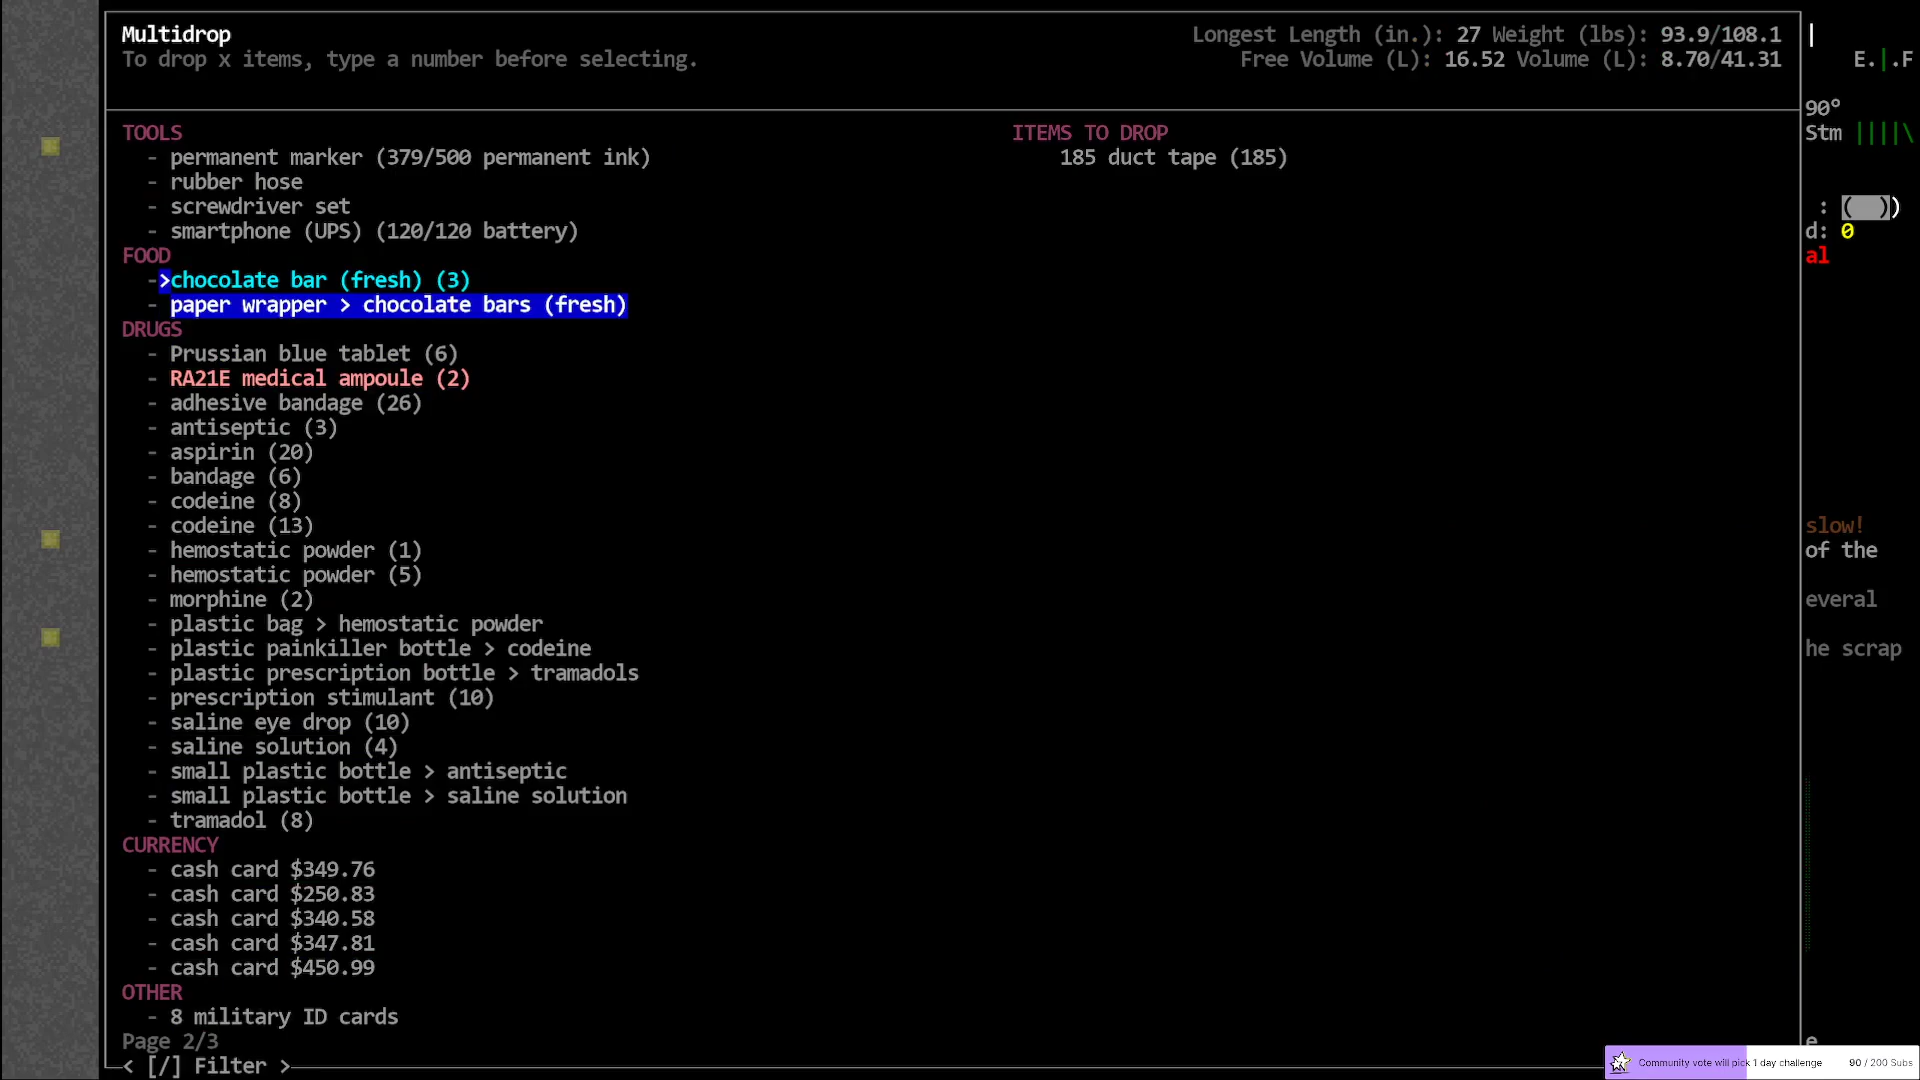 Multidrop
To drop x items, type a number before selecting.
Longest Length (in.): 27 Weight (lbs): 93.9/108.1
Free Volume (L): 16.52 Volume (L): 8.70/41.31
TOOLS
- permanent marker (379/500 permanent ink)
- rubber hose
- screwdriver set
- smartphone (UPS) (120/120 battery)
FOOD
->chocolate bar (fresh) (3)
- paper wrapper > chocolate bars (fresh)
DRUGS
- Prussian blue tablet (6)
- RA21E medical ampoule (2)
- adhesive bandage (26)
- antiseptic (3)
- aspirin (20)
- bandage (6)
- codeine (8)
- codeine (13)
- hemostatic powder (1)
- hemostatic powder (5)
- morphine (2)
- plastic bag > hemostatic powder
- plastic painkiller bottle > codeine
- plastic prescription bottle > tramadols
- prescription stimulant (10)
- saline eye drop (10)
- saline solution (4)
- small plastic bottle > antiseptic
- small plastic bottle > saline solution
- tramadol (8)
CURRENCY
- cash card $349.76
- cash card $250.83
- cash card $340.58
- cash card $347.81
- cash card $450.99
OTHER
- 8 military ID cards
Page 2/3
< [/] Filter >
ITEMS TO DROP
185 duct tape (185)
|
E.|.F
90°
Stm ||||\
: ( ))
d: 0
al
slow!
of the
everal
he scrap
e
Community vote will pick 1 day challenge 90 / 200 Subs